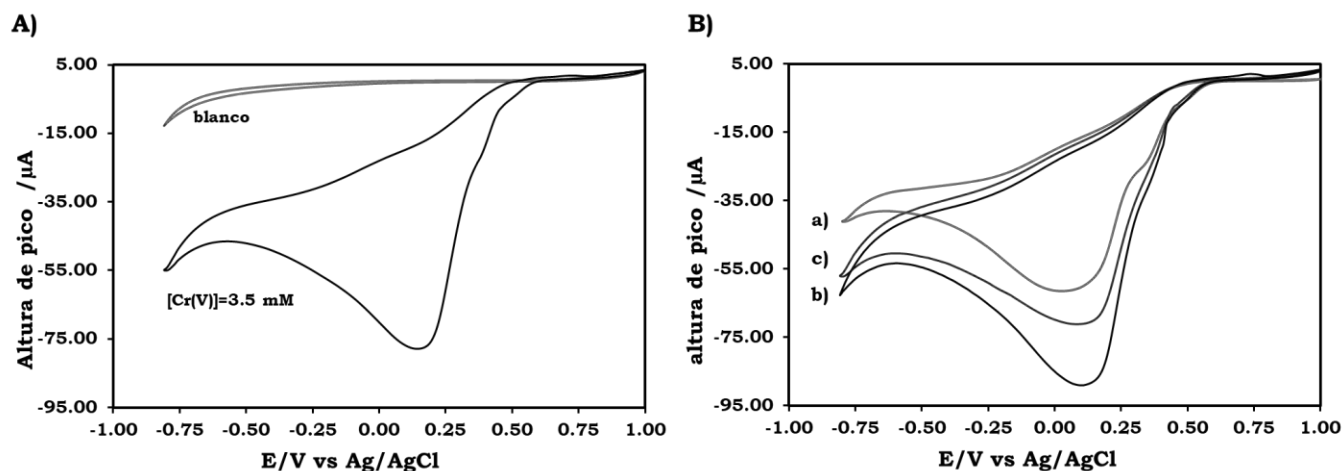 A)
Altura de pico /µA
5.00
-15.00
-35.00
-55.00
-75.00
-95.00
blanco
[Cr(V)]=3.5 mM
-1.00 -0.75 -0.50 -0.25 0.00 0.25 0.50 0.75 1.00
E/V vs Ag/AgCl
B)
altura de pico /µA
5.00
-15.00
-35.00
-55.00
-75.00
-95.00
a)
c)
b)
-1.00 -0.75 -0.50 -0.25 0.00 0.25 0.50 0.75 1.00
E/V vs Ag/AgCl